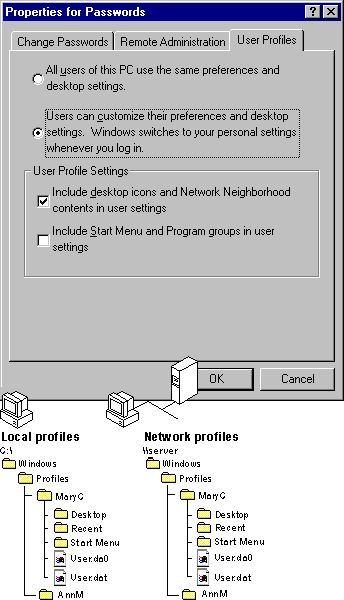 Properties for Passwords
Change Passwords Remote Administration User Profiles
All users of this PC use the same preferences and
desktop settings.
Users can customize their preferences and desktop
settings. Windows switches to your personal settings
whenever you log in.
User Profile Settings
Include desktop icons and Network Neighborhood
contents in user settings
Include Start Menu and Program groups in user
settings
OK Cancel
Local profiles
C:\
Windows
Profiles
MaryG
Desktop
Recent
Start Menu
User.da0
User.dat
AnnM
Network profiles
\\server
Windows
Profiles
MaryG
Desktop
Recent
Start Menu
User.da0
User.dat
AnnM